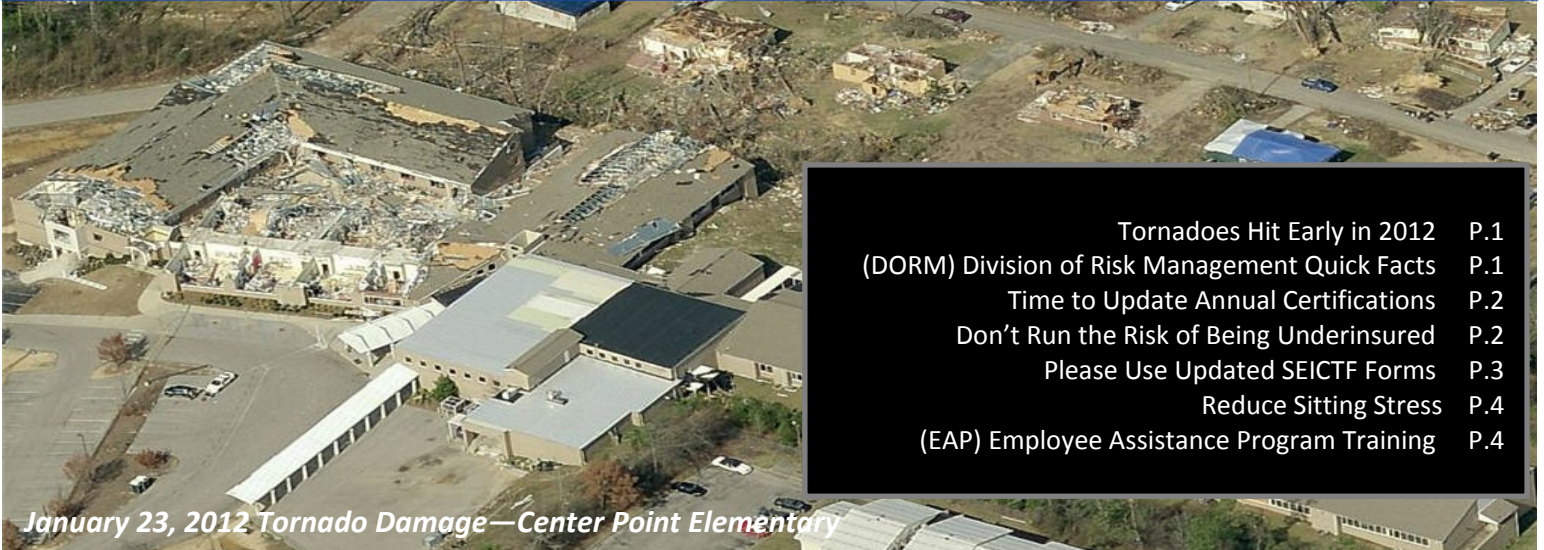 Tornadoes Hit Early in 2012 P.1
(DORM) Division of Risk Management Quick Facts P.1
Time to Update Annual Certifications P.2
Don’t Run the Risk of Being Underinsured P.2
Please Use Updated SEICTF Forms P.3
Reduce Sitting Stress P.4
(EAP) Employee Assistance Program Training P.4
January 23, 2012 Tornado Damage—Center Point Elementary